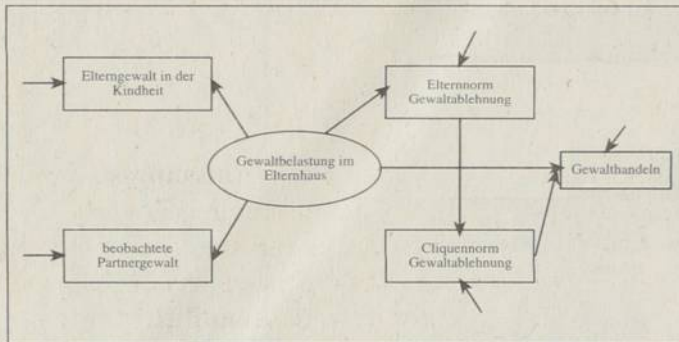 Elterngewalt in der
Kindheit
Elternnorm
Gewaltablehnung
Gewaltbelastung im
Elternhaus
Gewalthandeln
beobachtete
Partnergewalt
Cliquennorm
Gewaltablehnung